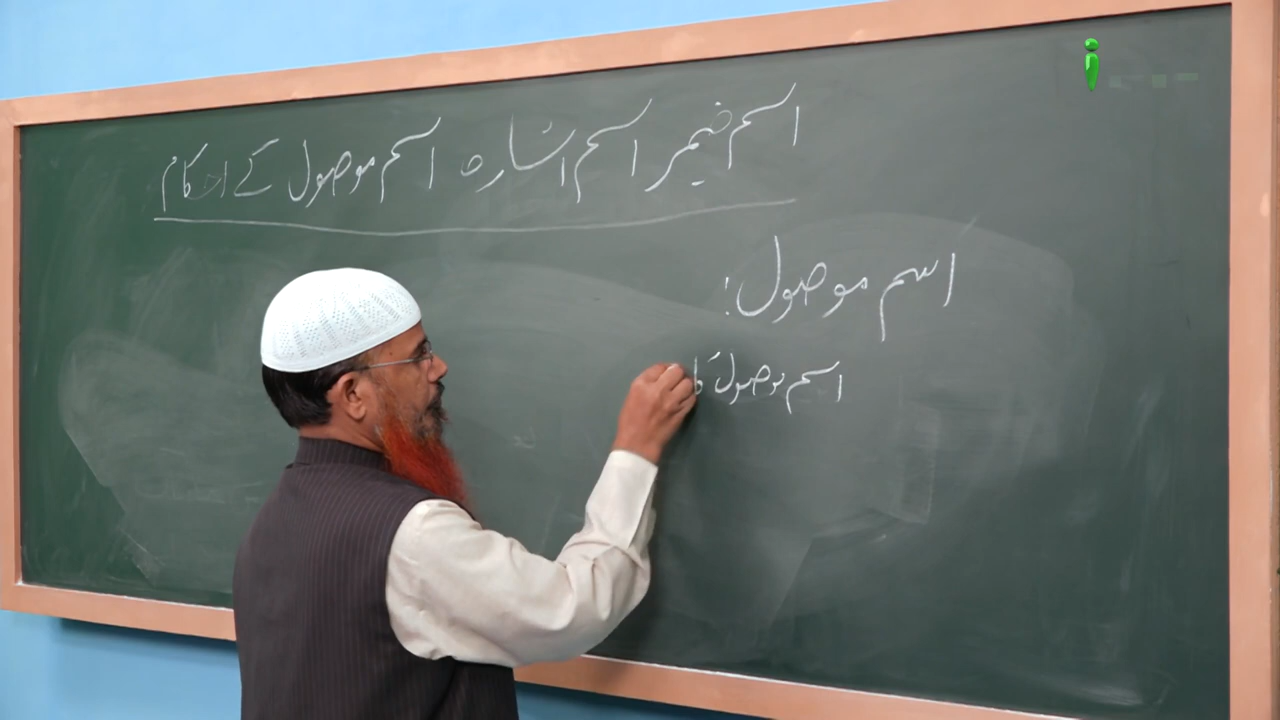 اسم ضمیر اسم اشارہ اسم موصول کے احکام
اسم موصول:
اسم موصول کا